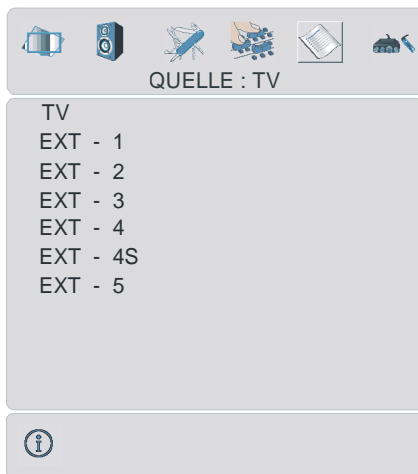 QUELLE : TV
TV
EXT - 1
EXT - 2
EXT - 3
EXT - 4
EXT - 4S
EXT - 5